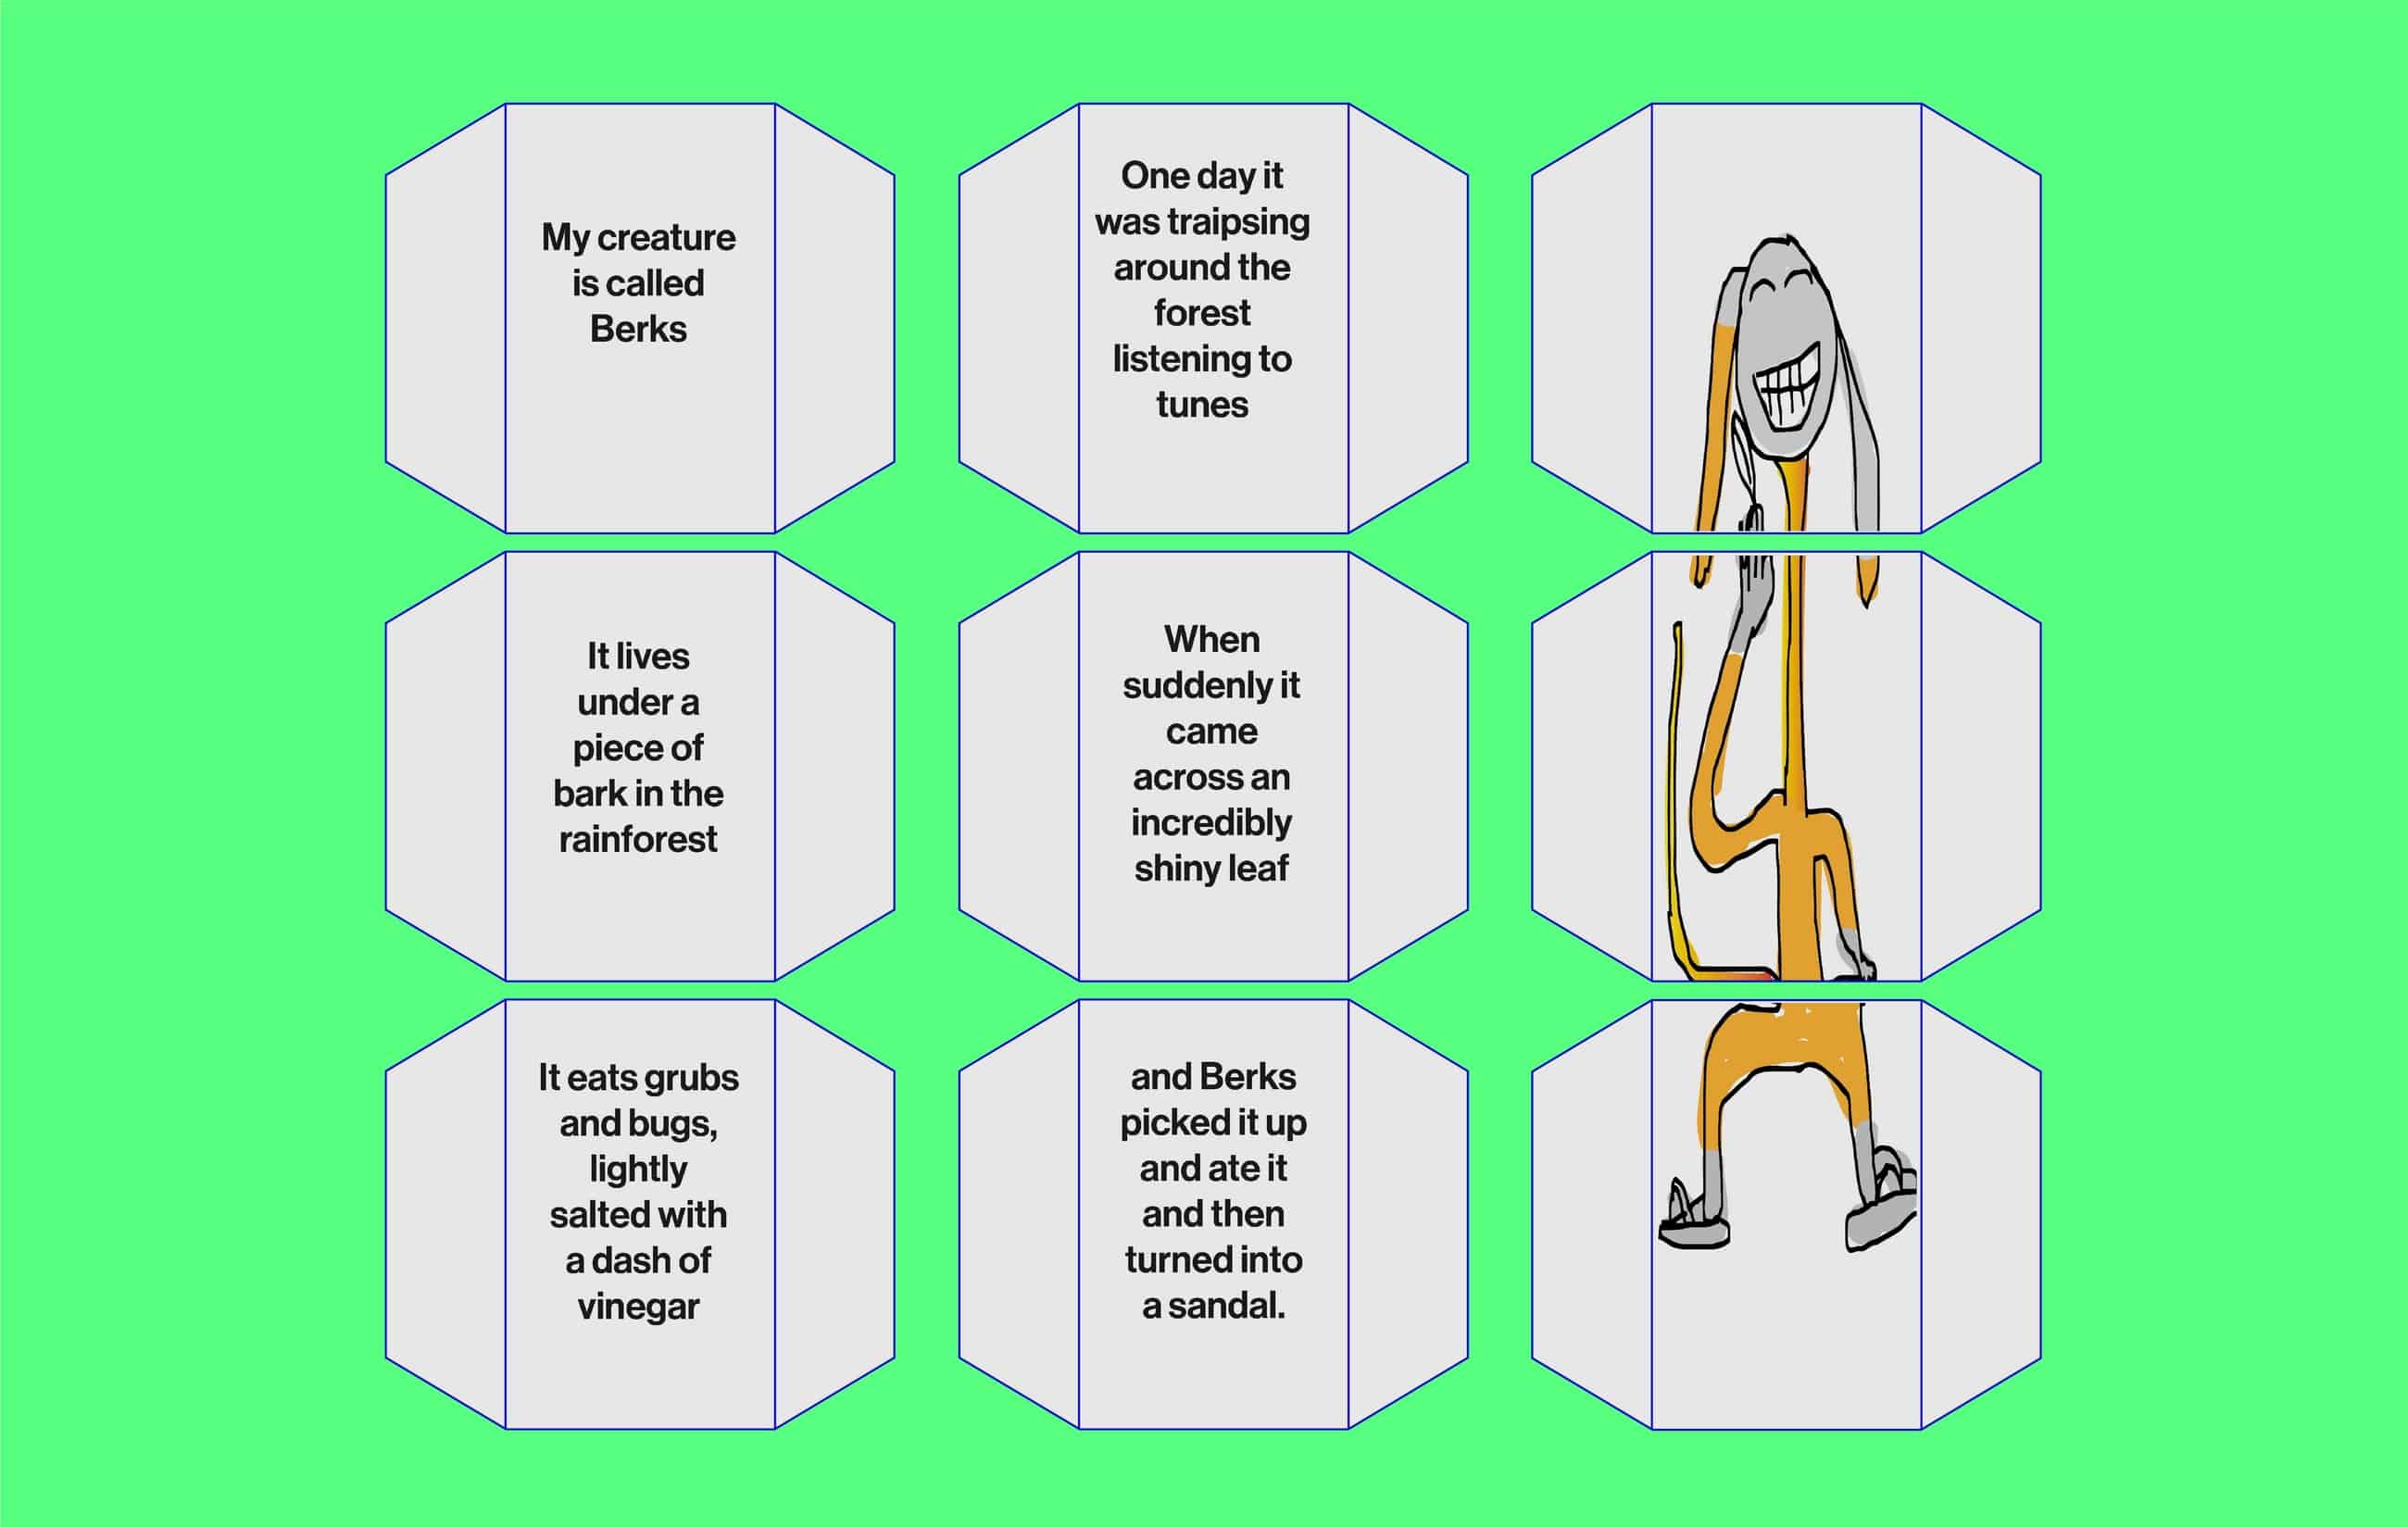 My creature
is called
Berks
It lives
under a
piece of
bark in the
rainforest
It eats grubs
and bugs,
lightly
salted with
a dash of
vinegar
One day it
was traipsing
around the
forest
listening to
tunes
When
suddenly it
came
across an
incredibly
shiny leaf
and Berks
picked it up
and ate it
and then
turned into
a sandal.